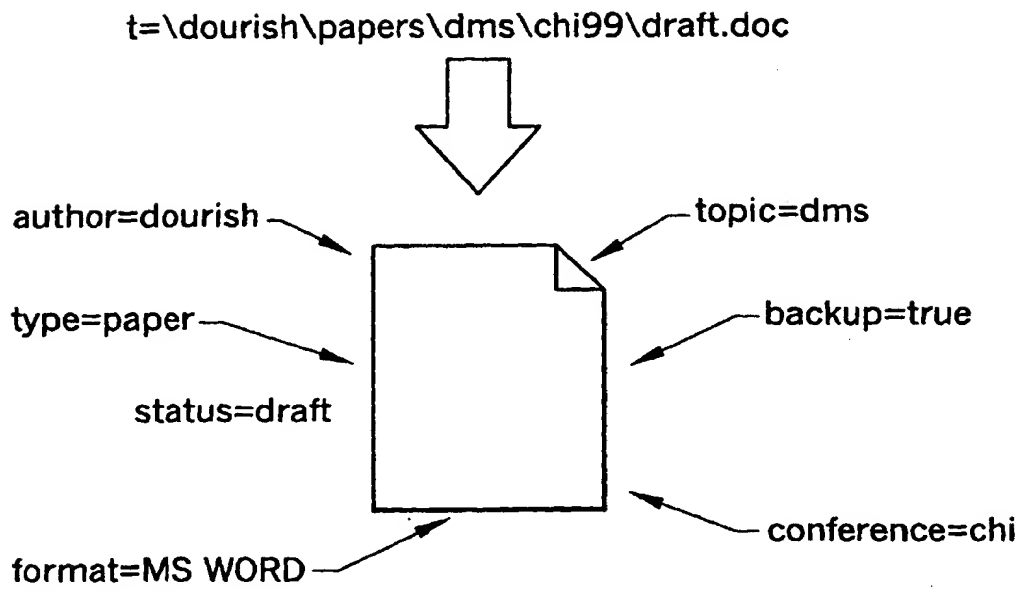 t=\dourish\papers\dms\chi99\draft.doc
author=dourish
topic=dms
type=paper
backup=true
status=draft
conference=chi
format=MS WORD